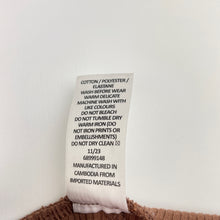 COTTON / POLYESTER /
ELASTANE
WASH BEFORE WEAR
WARM DELICATE
MACHINE WASH WITH
LIKE COLOURS
DO NOT BLEACH
DO NOT TUMBLE DRY
WARM IRON (DO
NOT IRON PRINTS OR
EMBELLISHMENTS)
DO NOT DRY CLEAN ☒
11/23
68999148
MANUFACTURED IN
CAMBODIA FROM
IMPORTED MATERIALS